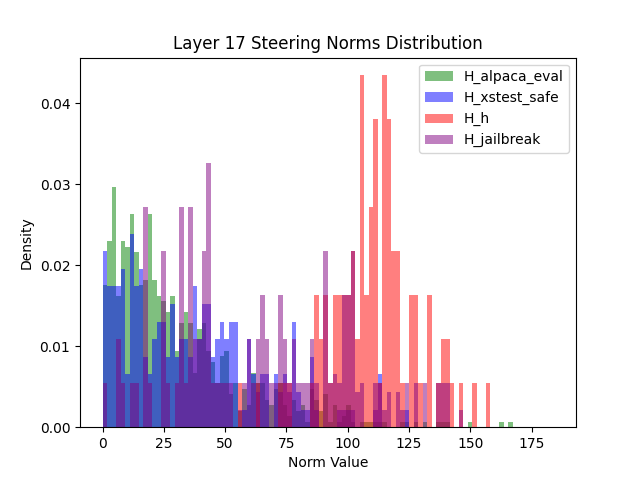 Layer 17 Steering Norms Distribution
H_alpaca_eval
H_xstest_safe
H_h
H_jailbreak
0.04
0.03
0.02
0.01
0.00
Density
0 25 50 75 100 125 150 175
Norm Value